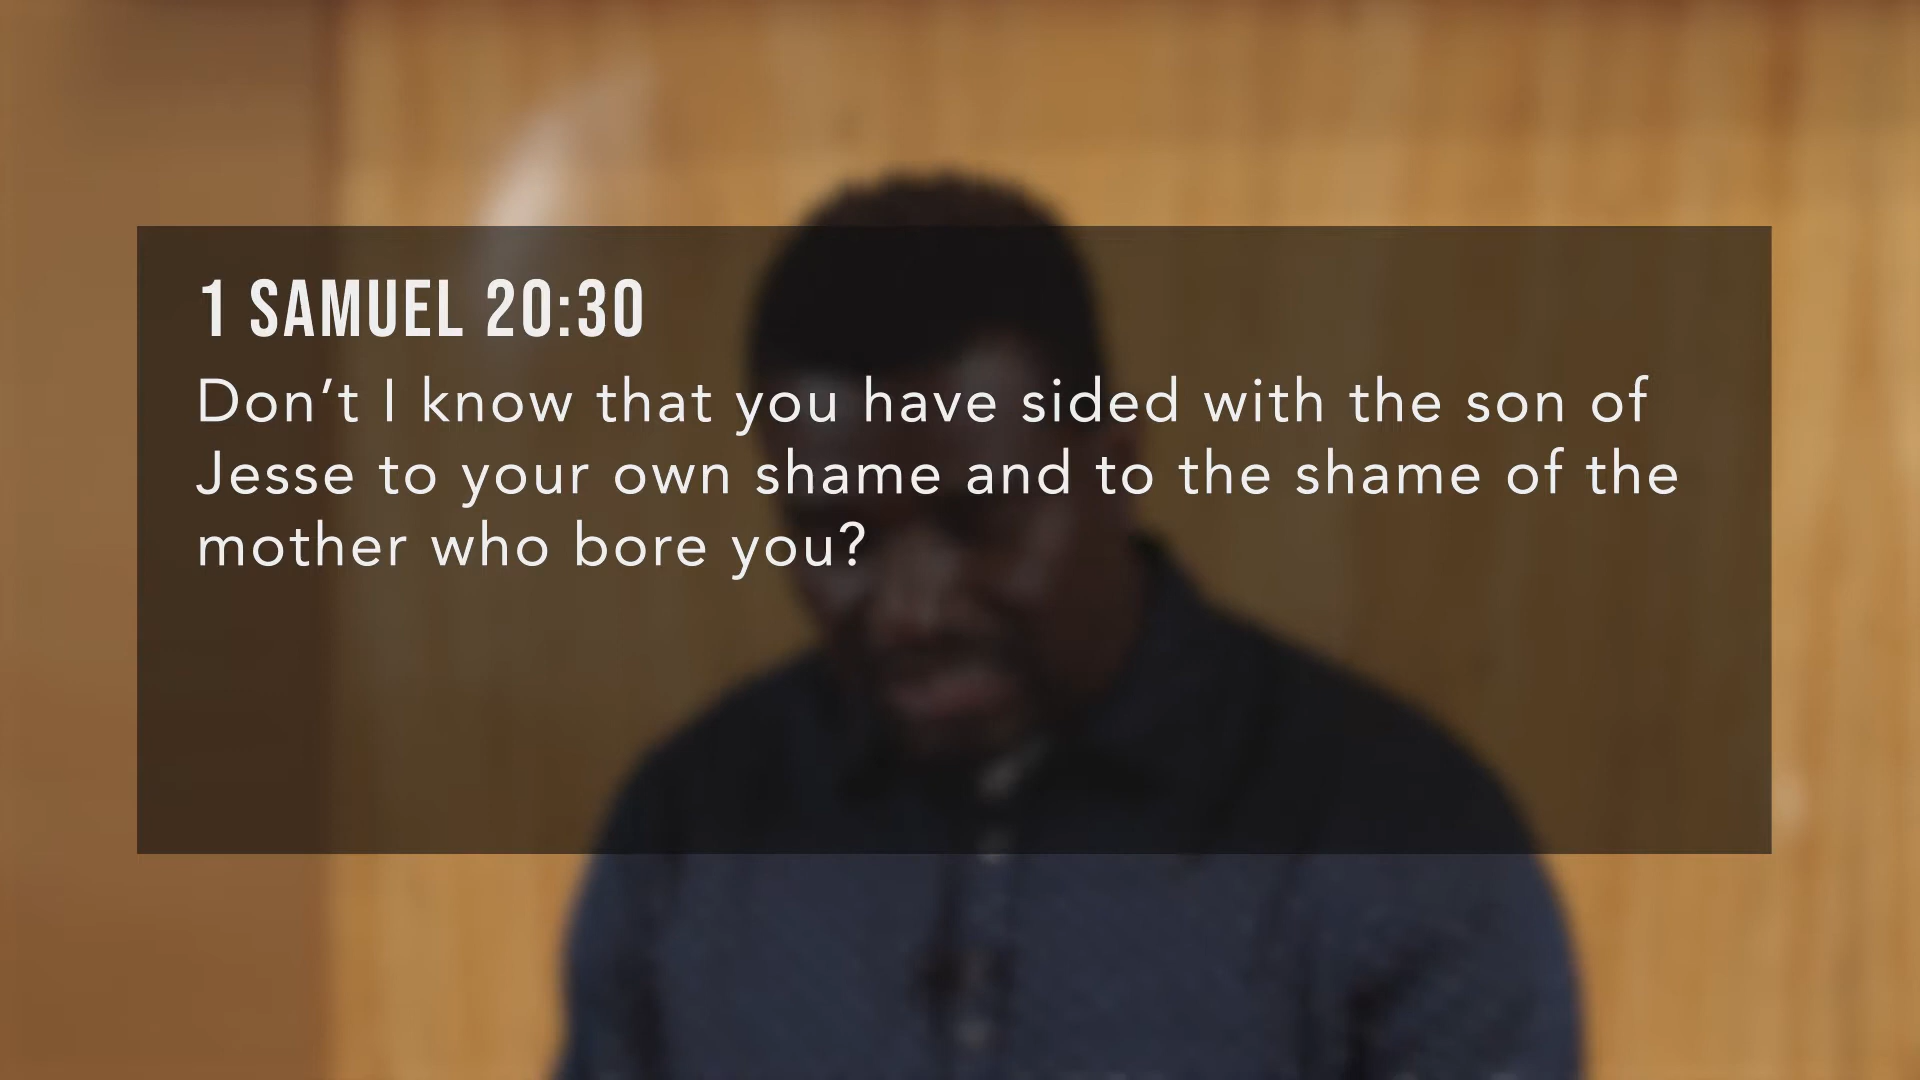 1 SAMUEL 20:30
Don’t I know that you have sided with the son of
Jesse to your own shame and to the shame of the
mother who bore you?